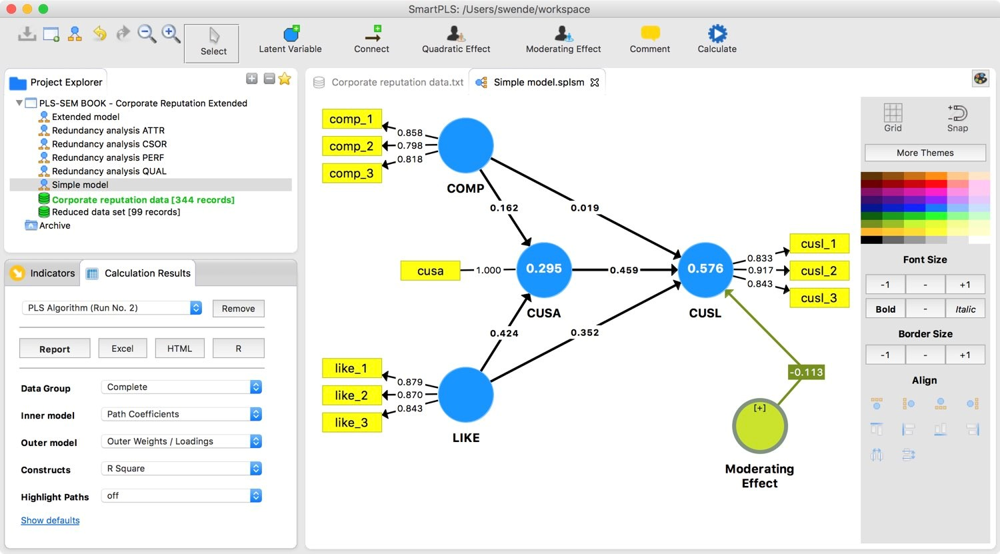 SmartPLS: /Users/swende/workspace
Select
Latent Variable
Connect
Quadratic Effect
Moderating Effect
Comment
Calculate
Project Explorer
PLS-SEM BOOK - Corporate Reputation Extended
Extended model
Redundancy analysis ATTR
Redundancy analysis CSOR
Redundancy analysis PERF
Redundancy analysis QUAL
Simple model
Corporate reputation data [344 records]
Reduced data set [99 records]
Archive
Indicators
Calculation Results
PLS Algorithm (Run No. 2)
Remove
Report
Excel
HTML
R
Data Group
Complete
Inner model
Path Coefficients
Outer model
Outer Weights / Loadings
Constructs
R Square
Highlight Paths
off
Show defaults
Corporate reputation data.txt
Simple model.splsm
comp_1
comp_2
comp_3
0.858
0.798
0.818
COMP
0.162
0.019
cusa
1.000
0.295
CUSA
0.459
0.576
CUSL
0.833
0.917
0.843
cusl_1
cusl_2
cusl_3
0.424
0.352
like_1
like_2
like_3
0.879
0.870
0.843
LIKE
-0.113
[+]
Moderating
Effect
Grid
Snap
More Themes
Font Size
-1
-
+1
Bold
-
Italic
Border Size
-1
-
+1
Align